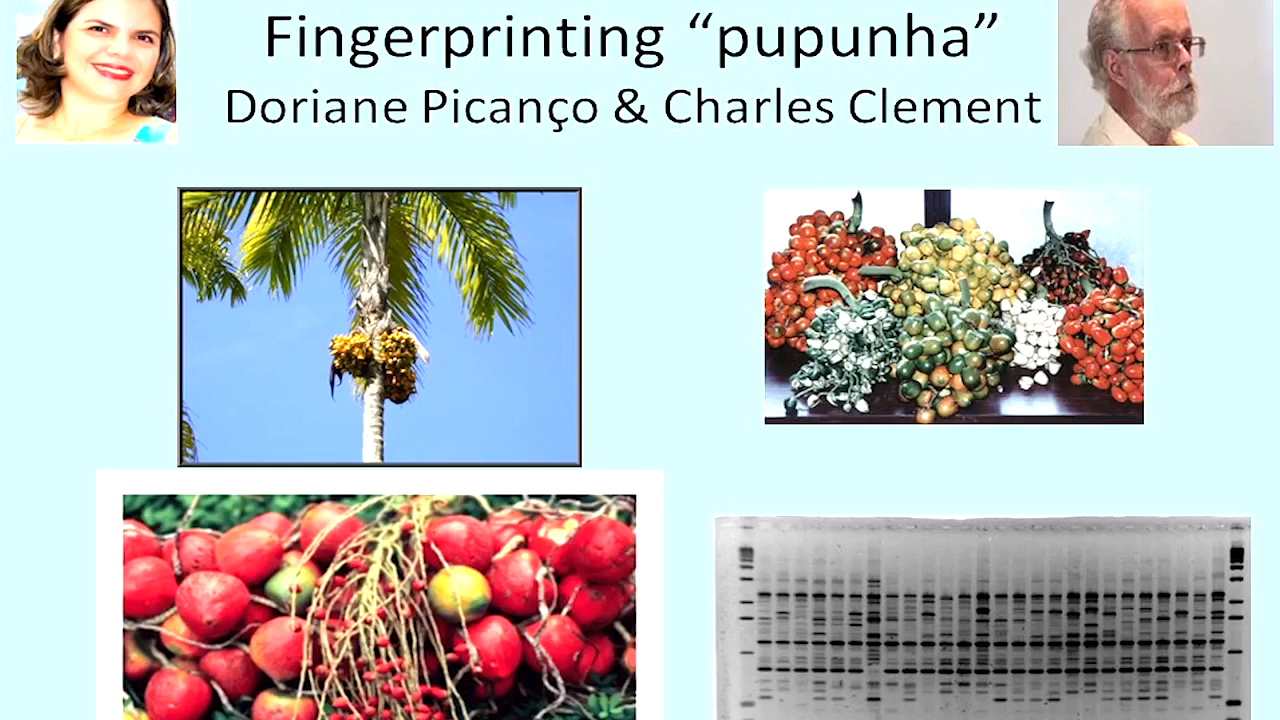 Fingerprinting “pupunha”
Doriane Picanço & Charles Clement